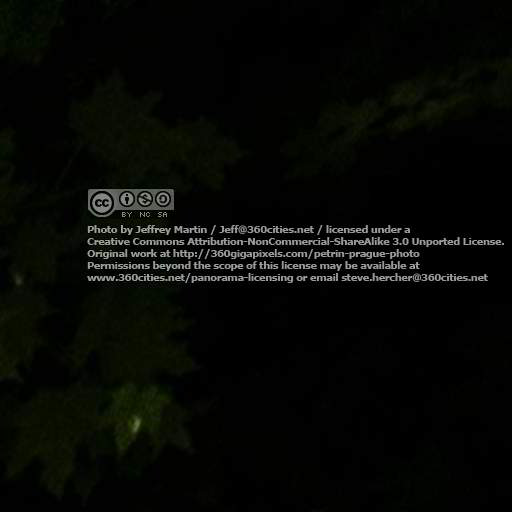 cc BY NC SA
Photo by Jeffrey Martin / Jeff@360cities.net / licensed under a
Creative Commons Attribution-NonCommercial-ShareAlike 3.0 Unported License.
Original work at http://360gigapixels.com/petrin-prague-photo
Permissions beyond the scope of this license may be available at
www.360cities.net/panorama-licensing or email steve.hercher@360cities.net